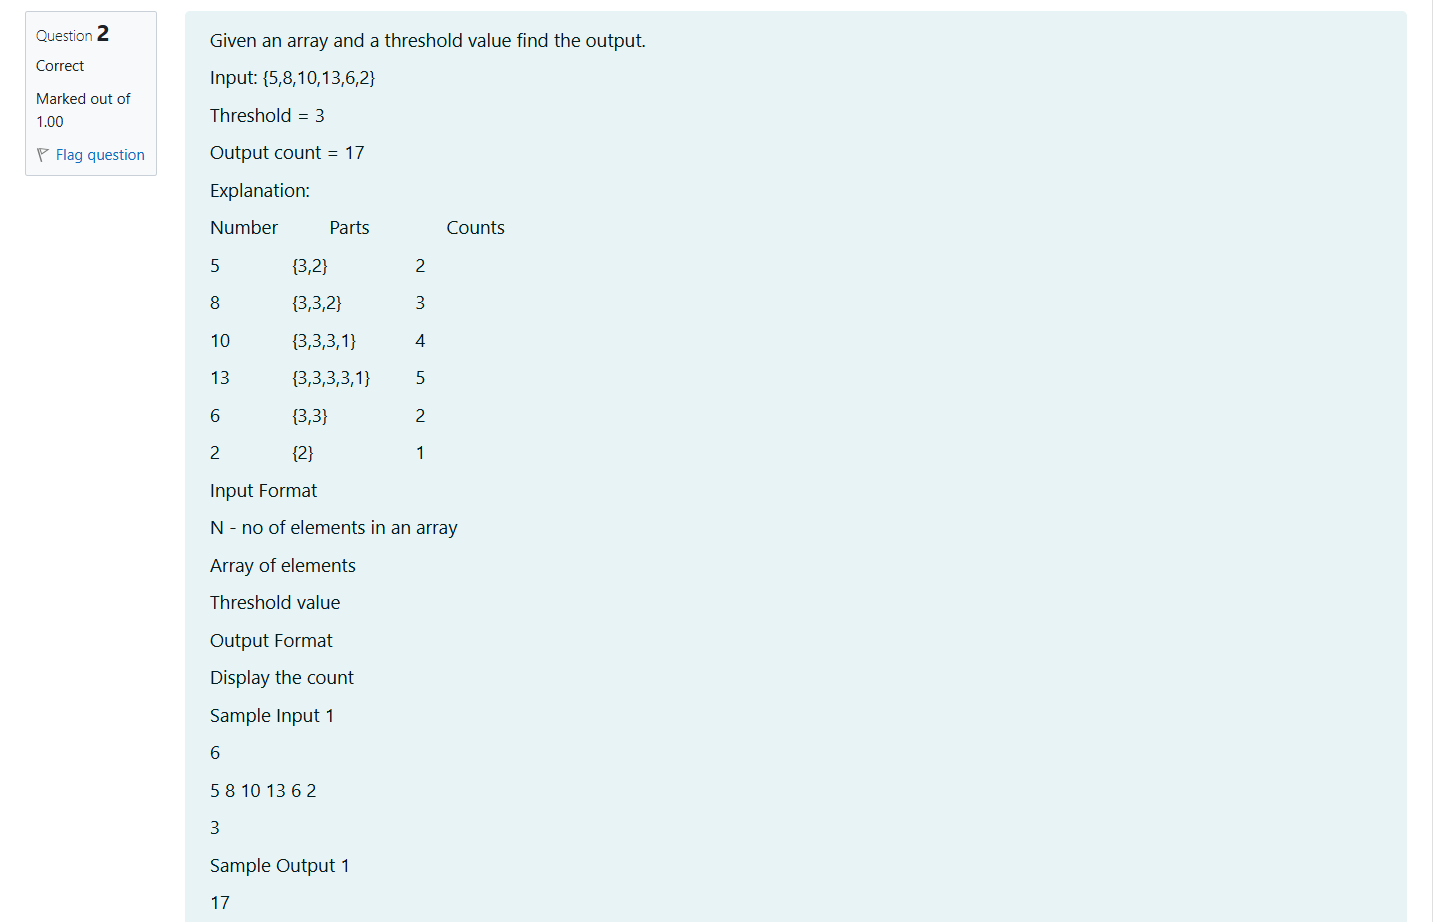 Question 2
Correct
Marked out of
1.00
Flag question
Given an array and a threshold value find the output.
Input: {5,8,10,13,6,2}
Threshold = 3
Output count = 17
Explanation:
Number Parts Counts
5 {3,2} 2
8 {3,3,2} 3
10 {3,3,3,1} 4
13 {3,3,3,3,1} 5
6 {3,3} 2
2 {2} 1
Input Format
N - no of elements in an array
Array of elements
Threshold value
Output Format
Display the count
Sample Input 1
6
5 8 10 13 6 2
3
Sample Output 1
17